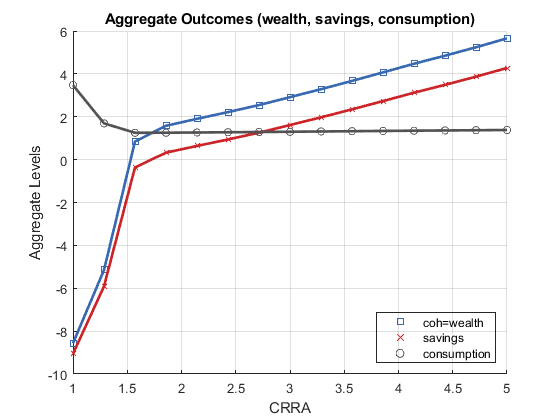 Aggregate Outcomes (wealth, savings, consumption)
6
4
2
0
-2
-4
-6
-8
-10
Aggregate Levels
1 1.5 2 2.5 3 3.5 4 4.5 5
CRRA
coh=wealth
savings
consumption